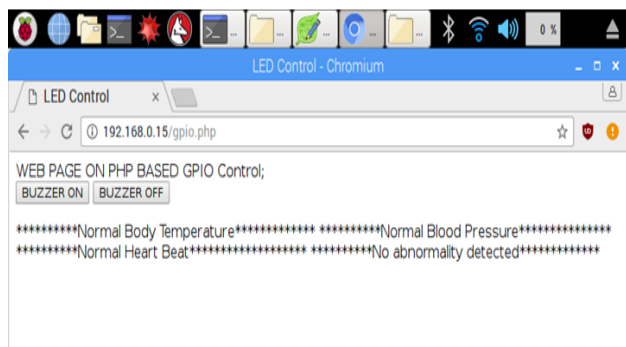 0 %
LED Control - Chromium
LED Control
192.168.0.15/gpio.php
WEB PAGE ON PHP BASED GPIO Control;
BUZZER ON BUZZER OFF
**********Normal Body Temperature************* **********Normal Blood Pressure***************
**********Normal Heart Beat******************* **********No abnormality detected*************